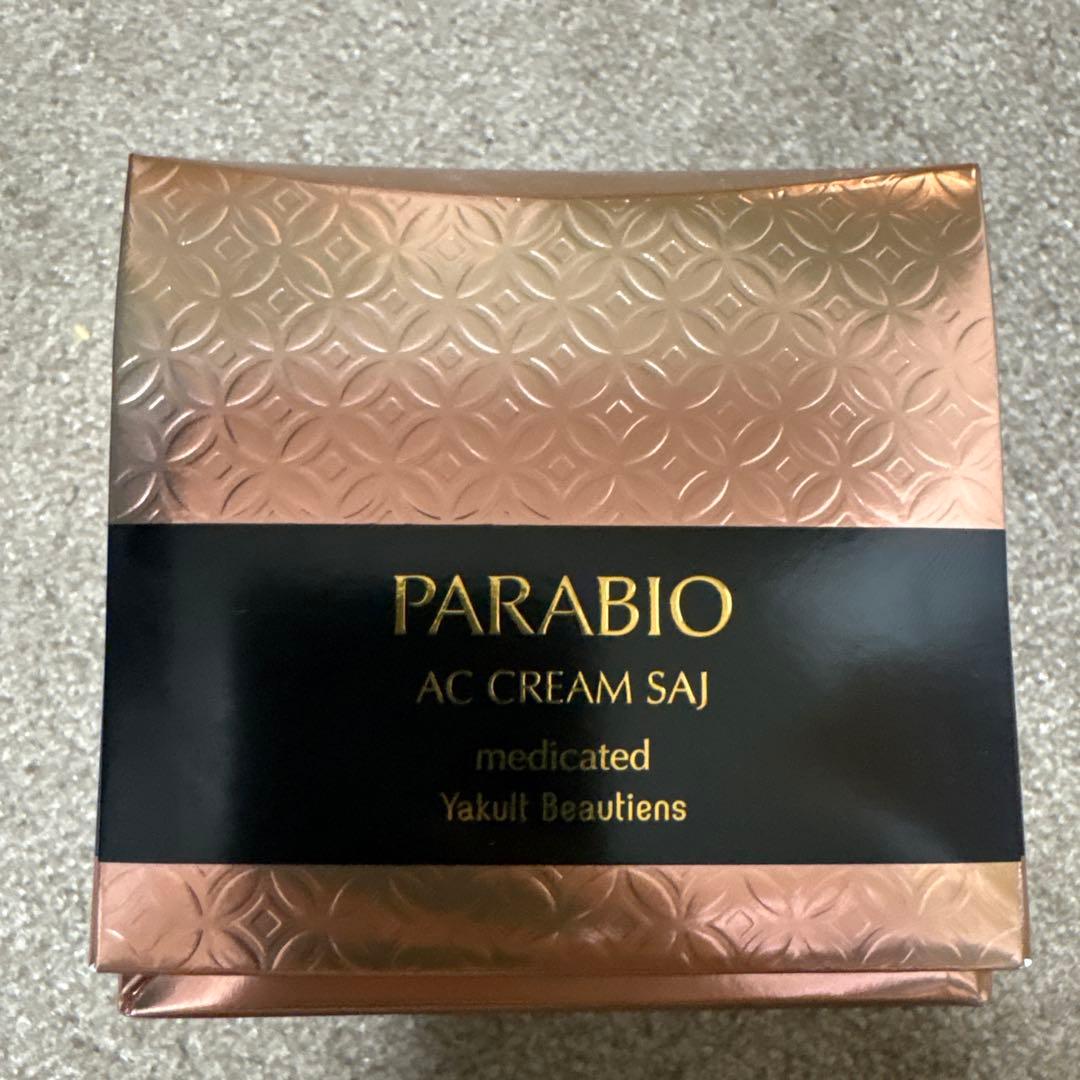 PARABIO
AC CREAM SAJ
medicated
Yakult Beautiens